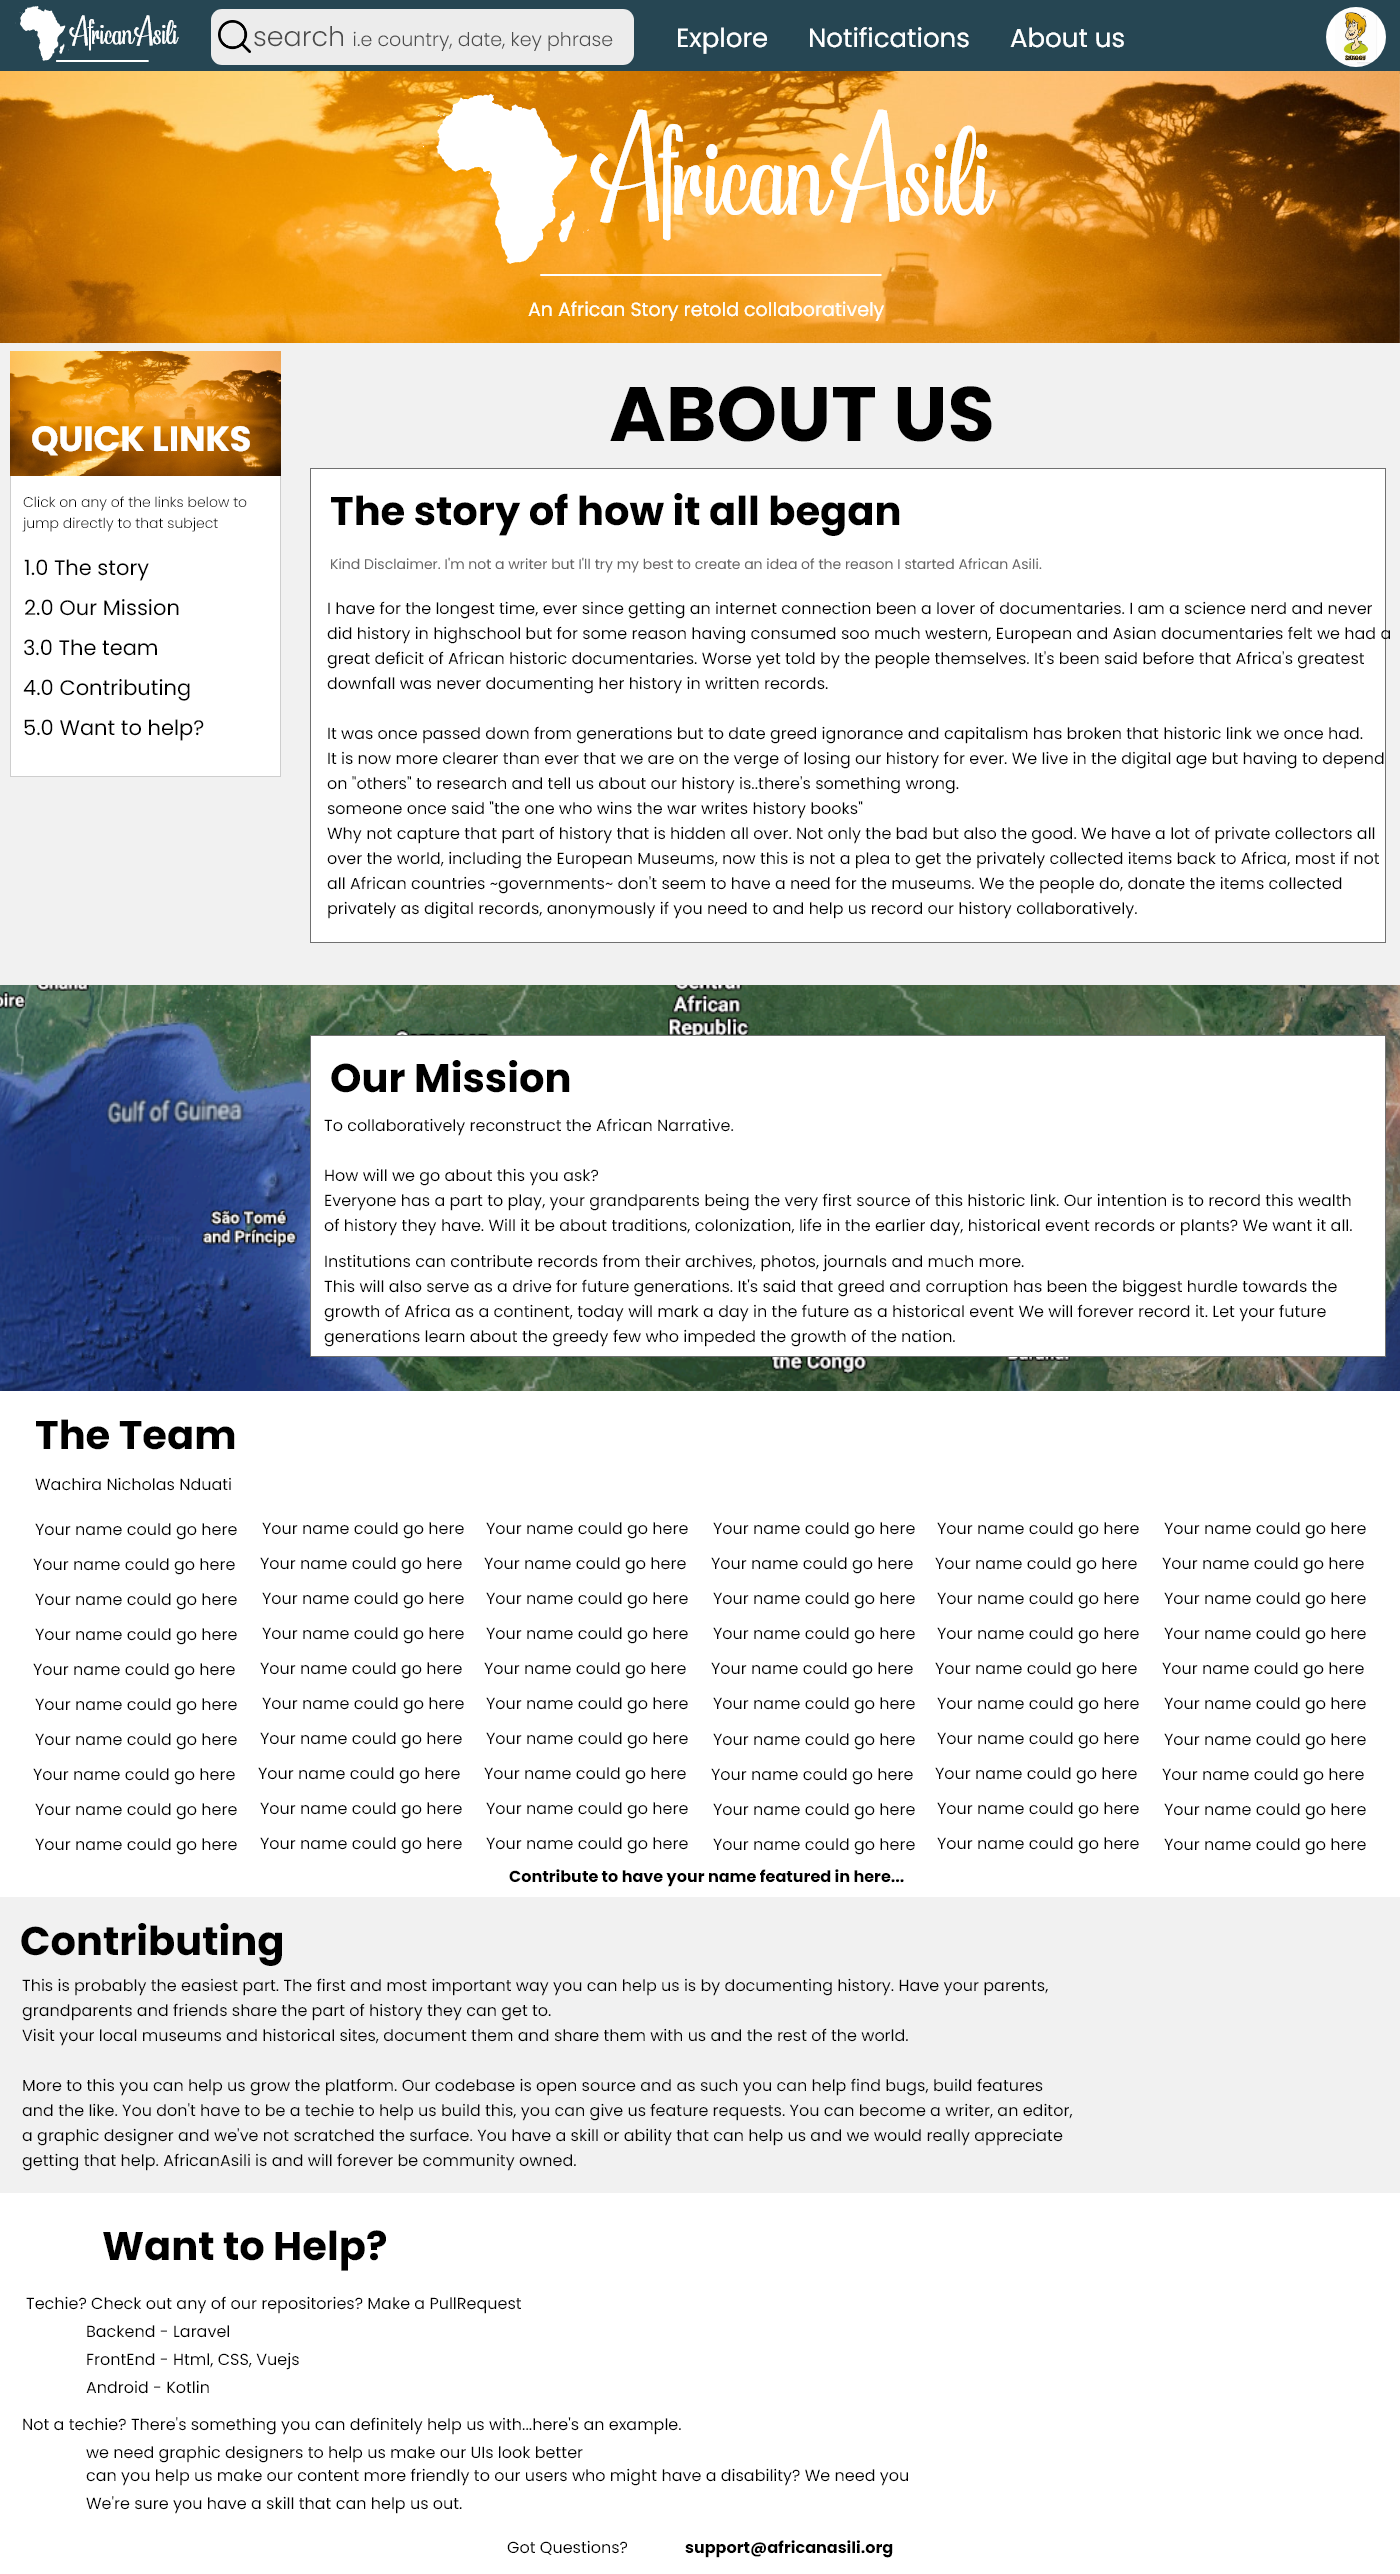 AfricanAsili
search i.e country, date, key phrase
Explore
Notifications
About us
SHAGGY
AfricanAsili
An African Story retold collaboratively
QUICK LINKS
Click on any of the links below to
jump directly to that subject
1.0 The story
2.0 Our Mission
3.0 The team
4.0 Contributing
5.0 Want to help?
ABOUT US
The story of how it all began
Kind Disclaimer. I'm not a writer but I'll try my best to create an idea of the reason I started African Asili.
I have for the longest time, ever since getting an internet connection been a lover of documentaries. I am a science nerd and never
did history in highschool but for some reason having consumed soo much western, European and Asian documentaries felt we had a
great deficit of African historic documentaries. Worse yet told by the people themselves. It's been said before that Africa's greatest
downfall was never documenting her history in written records.
It was once passed down from generations but to date greed ignorance and capitalism has broken that historic link we once had.
It is now more clearer than ever that we are on the verge of losing our history for ever. We live in the digital age but having to depend
on "others" to research and tell us about our history is..there's something wrong.
someone once said "the one who wins the war writes history books"
Why not capture that part of history that is hidden all over. Not only the bad but also the good. We have a lot of private collectors all
over the world, including the European Museums, now this is not a plea to get the privately collected items back to Africa, most if not
all African countries ~governments~ don't seem to have a need for the museums. We the people do, donate the items collected
privately as digital records, anonymously if you need to and help us record our history collaboratively.
Ghana
oire
Central
African
Republic
Gulf of Guinea
São Tomé
and Príncipe
Our Mission
To collaboratively reconstruct the African Narrative.
How will we go about this you ask?
Everyone has a part to play, your grandparents being the very first source of this historic link. Our intention is to record this wealth
of history they have. Will it be about traditions, colonization, life in the earlier day, historical event records or plants? We want it all.
Institutions can contribute records from their archives, photos, journals and much more.
This will also serve as a drive for future generations. It's said that greed and corruption has been the biggest hurdle towards the
growth of Africa as a continent, today will mark a day in the future as a historical event We will forever record it. Let your future
generations learn about the greedy few who impeded the growth of the nation.
the Congo
The Team
Wachira Nicholas Nduati
Your name could go here Your name could go here Your name could go here Your name could go here Your name could go here Your name could go here
Your name could go here Your name could go here Your name could go here Your name could go here Your name could go here Your name could go here
Your name could go here Your name could go here Your name could go here Your name could go here Your name could go here Your name could go here
Your name could go here Your name could go here Your name could go here Your name could go here Your name could go here Your name could go here
Your name could go here Your name could go here Your name could go here Your name could go here Your name could go here Your name could go here
Your name could go here Your name could go here Your name could go here Your name could go here Your name could go here Your name could go here
Your name could go here Your name could go here Your name could go here Your name could go here Your name could go here Your name could go here
Your name could go here Your name could go here Your name could go here Your name could go here Your name could go here Your name could go here
Your name could go here Your name could go here Your name could go here Your name could go here Your name could go here Your name could go here
Your name could go here Your name could go here Your name could go here Your name could go here Your name could go here Your name could go here
Contribute to have your name featured in here...
Contributing
This is probably the easiest part. The first and most important way you can help us is by documenting history. Have your parents,
grandparents and friends share the part of history they can get to.
Visit your local museums and historical sites, document them and share them with us and the rest of the world.
More to this you can help us grow the platform. Our codebase is open source and as such you can help find bugs, build features
and the like. You don't have to be a techie to help us build this, you can give us feature requests. You can become a writer, an editor,
a graphic designer and we've not scratched the surface. You have a skill or ability that can help us and we would really appreciate
getting that help. AfricanAsili is and will forever be community owned.
Want to Help?
Techie? Check out any of our repositories? Make a PullRequest
Backend - Laravel
FrontEnd - Html, CSS, Vuejs
Android - Kotlin
Not a techie? There's something you can definitely help us with...here's an example.
we need graphic designers to help us make our UIs look better
can you help us make our content more friendly to our users who might have a disability? We need you
We're sure you have a skill that can help us out.
Got Questions? support@africanasili.org